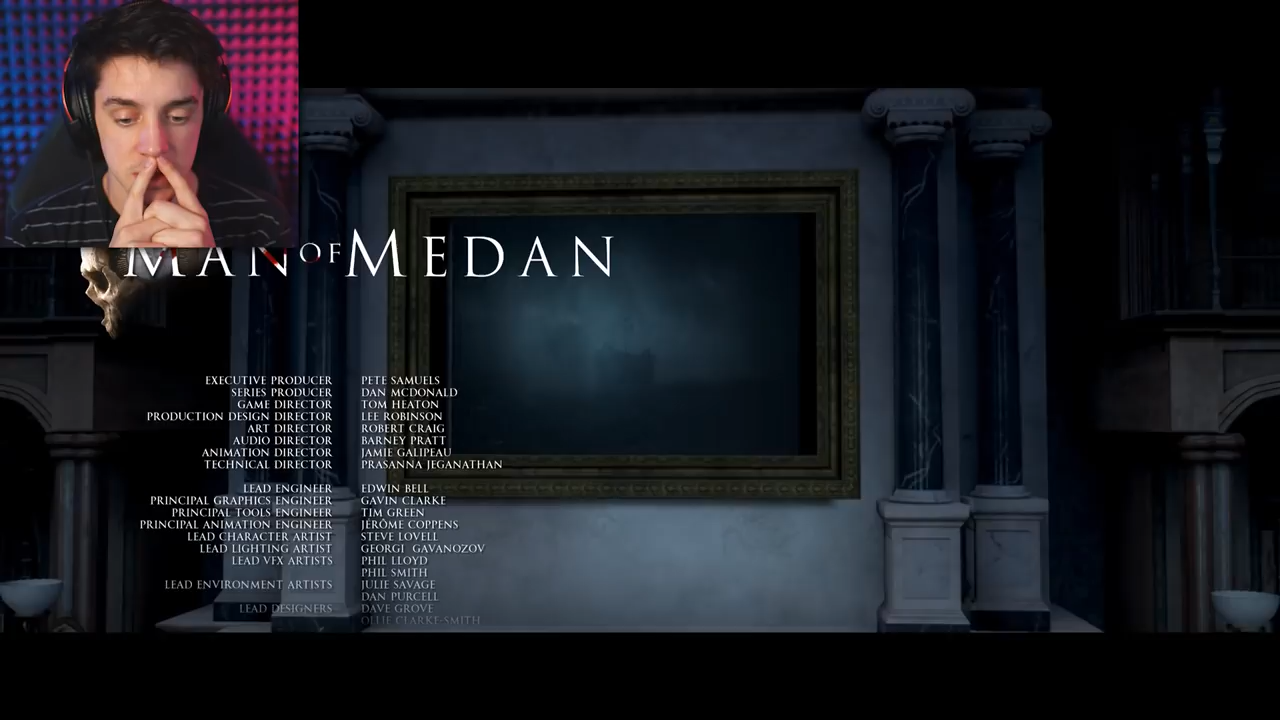 MAN OF MEDAN
EXECUTIVE PRODUCER PETE SAMUELS
SERIES PRODUCER DAN MCDONALD
GAME DIRECTOR TOM HEATON
PRODUCTION DESIGN DIRECTOR LEE ROBINSON
ART DIRECTOR ROBERT CRAIG
AUDIO DIRECTOR BARNEY PRATT
ANIMATION DIRECTOR JAMIE GALIPEAU
TECHNICAL DIRECTOR PRASANNA JEGANATHAN
LEAD ENGINEER EDWIN BELL
PRINCIPAL GRAPHICS ENGINEER GAVIN CLARKE
PRINCIPAL TOOLS ENGINEER TIM GREEN
PRINCIPAL ANIMATION ENGINEER JÉRÔME COPPENS
LEAD CHARACTER ARTIST STEVE LOVELL
LEAD LIGHTING ARTIST GEORGI GAVANOZOV
LEAD VFX ARTISTS PHIL LLOYD
PHIL SMITH
LEAD ENVIRONMENT ARTISTS JULIE SAVAGE
DAN PURCELL
LEAD DESIGNERS DAVE GROVE
OLLIE CLARKE-SMITH